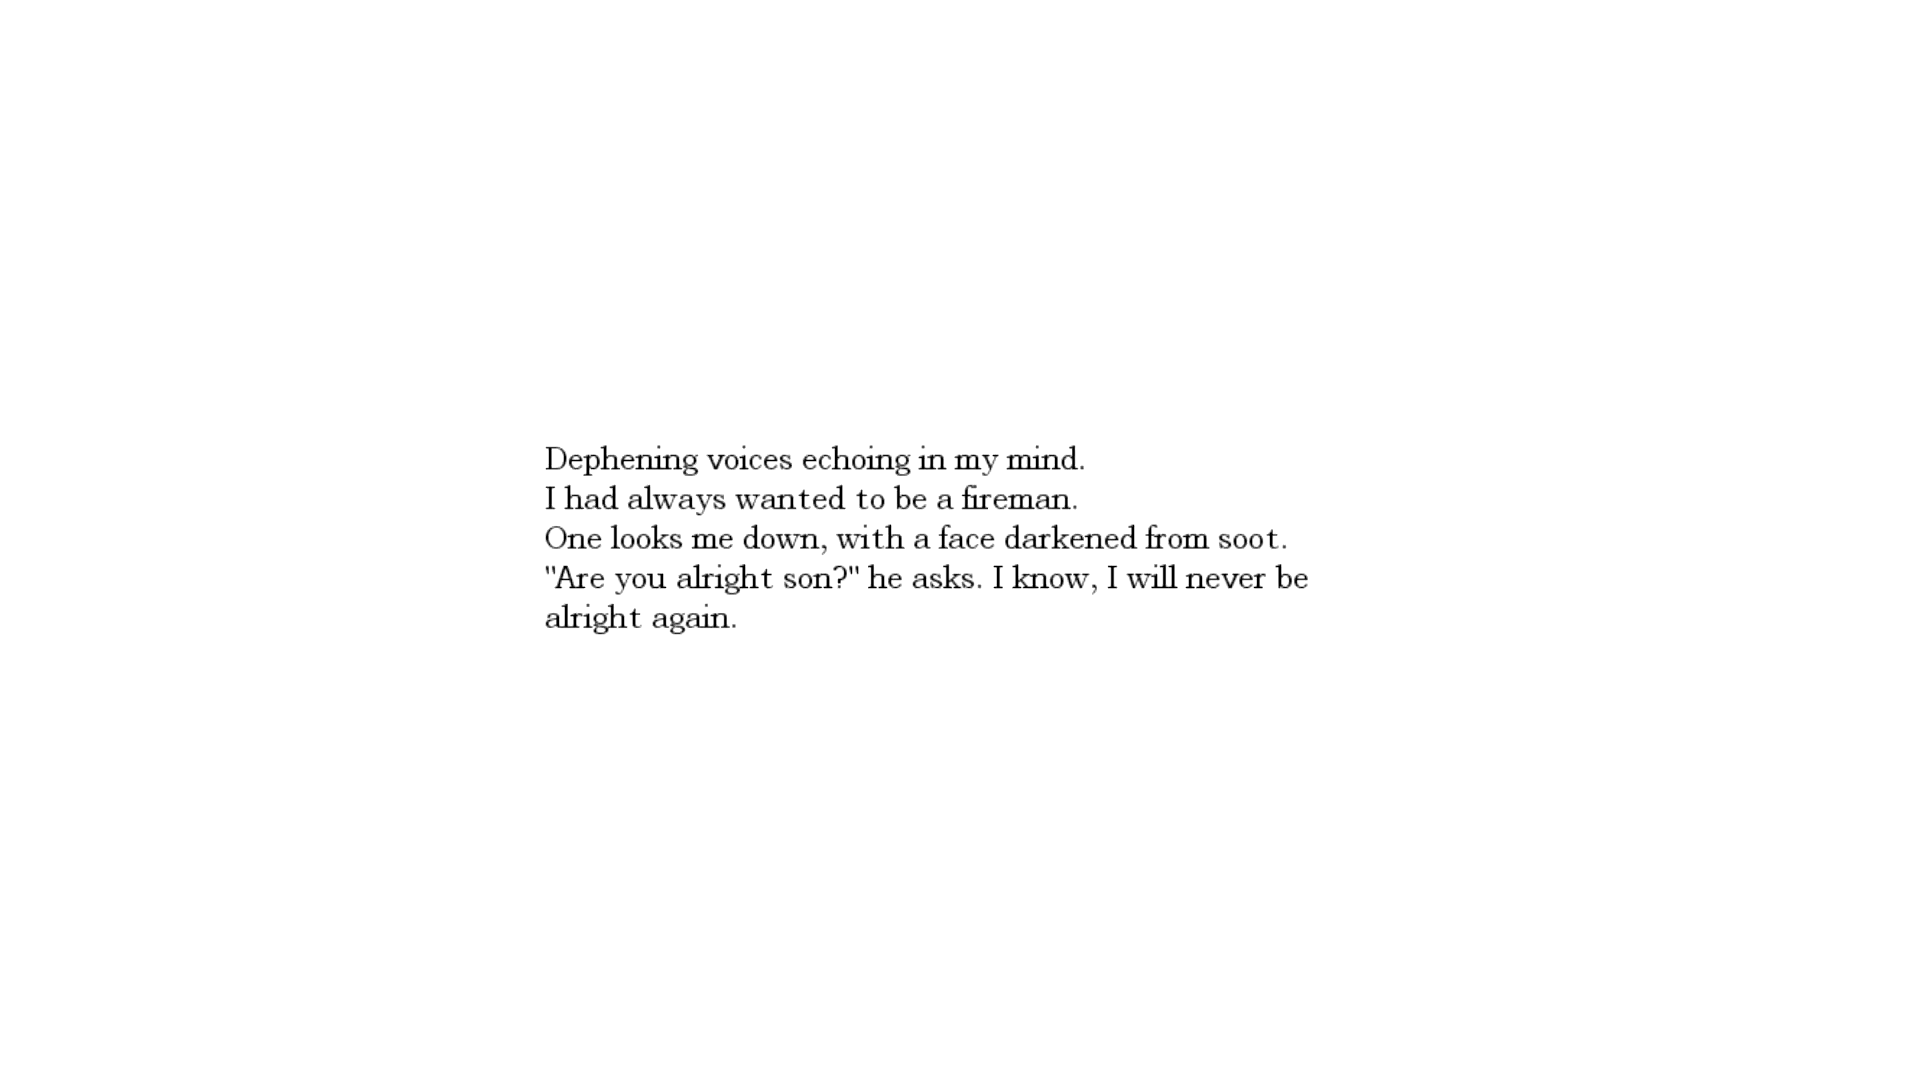 Dephening voices echoing in my mind.
I had always wanted to be a fireman.
One looks me down, with a face darkened from soot.
"Are you alright son?" he asks. I know, I will never be
alright again.